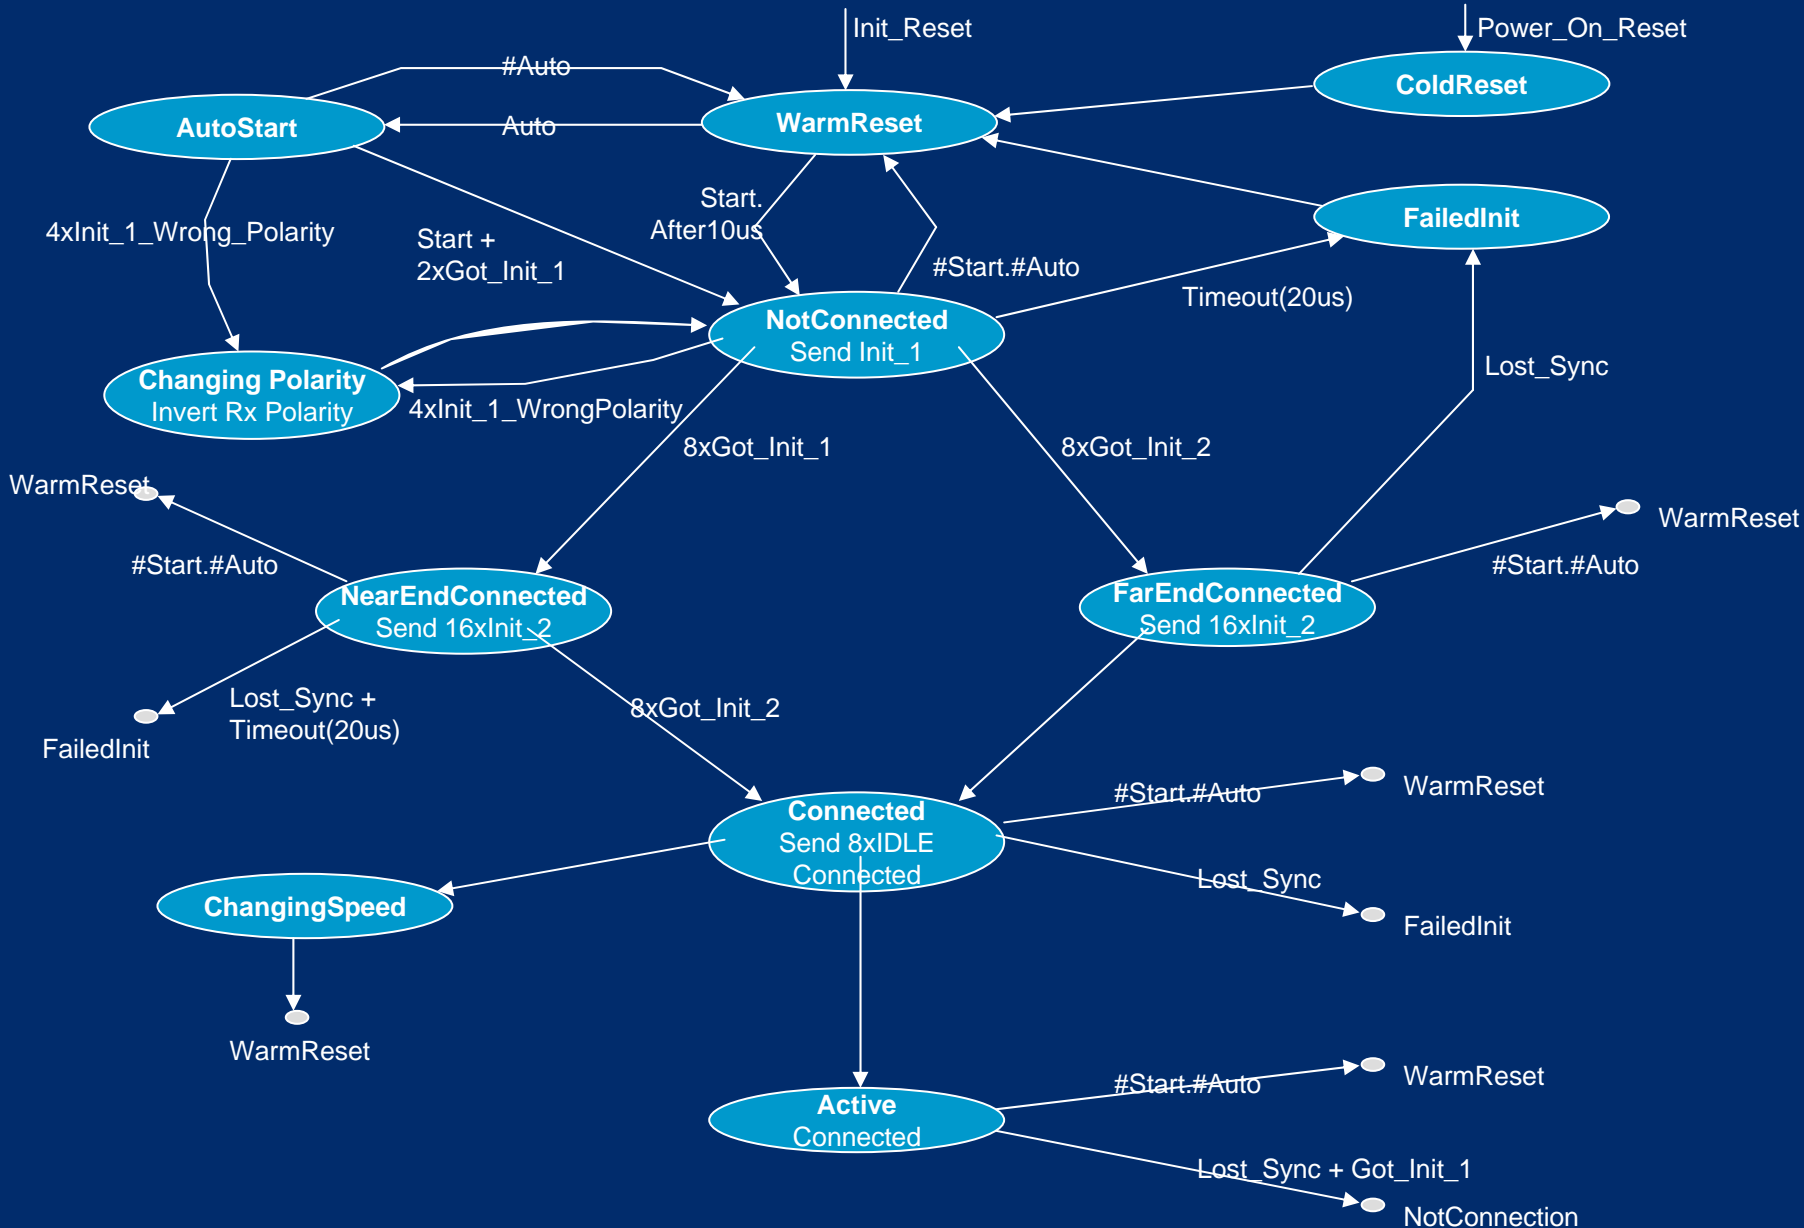 Init_Reset
Power_On_Reset
#Auto
ColdReset
AutoStart
Auto
WarmReset
Start.
After10us
FailedInit
4xInit_1_Wrong_Polarity
Start +
2xGot_Init_1
#Start.#Auto
Timeout(20us)
NotConnected
Send Init_1
Lost_Sync
Changing Polarity
Invert Rx Polarity
4xInit_1_WrongPolarity
8xGot_Init_1
8xGot_Init_2
WarmReset
WarmReset
#Start.#Auto
#Start.#Auto
NearEndConnected
Send 16xInit_2
FarEndConnected
Send 16xInit_2
Lost_Sync +
Timeout(20us)
8xGot_Init_2
FailedInit
#Start.#Auto
WarmReset
Connected
Send 8xIDLE
Connected
Lost_Sync
FailedInit
ChangingSpeed
WarmReset
#Start.#Auto
WarmReset
Active
Connected
Lost_Sync + Got_Init_1
NotConnection